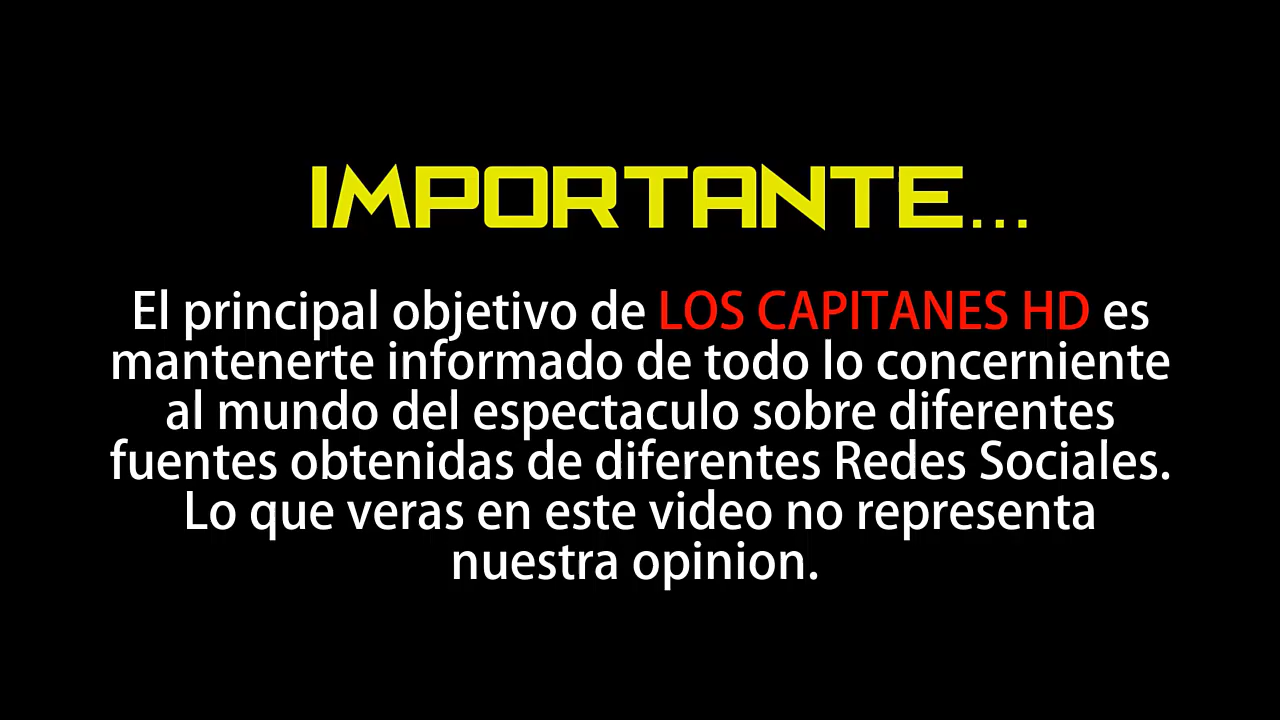 IMPORTANTE...
El principal objetivo de LOS CAPITANES HD es
mantenerte informado de todo lo concerniente
al mundo del espectaculo sobre diferentes
fuentes obtenidas de diferentes Redes Sociales.
Lo que veras en este video no representa
nuestra opinion.